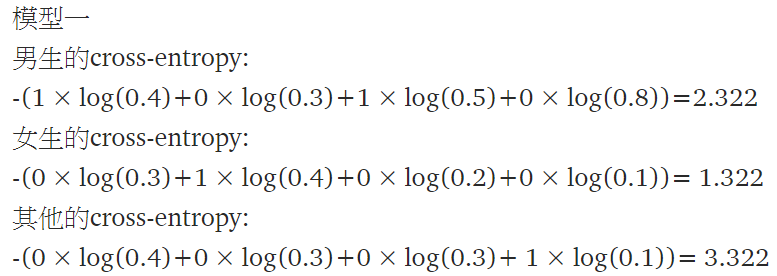 模型一
男生的cross-entropy:
-(1 × log(0.4)+0 × log(0.3)+1 × log(0.5)+0 × log(0.8))=2.322
女生的cross-entropy:
-(0 × log(0.3)+1 × log(0.4)+0 × log(0.2)+0 × log(0.1))= 1.322
其他的cross-entropy:
-(0 × log(0.4)+0 × log(0.3)+0 × log(0.3)+ 1 × log(0.1))= 3.322